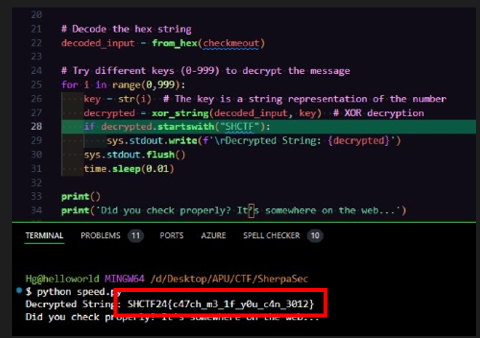 20
21 # Decode the hex string
22 decoded_input = from_hex(checkmeout)
23
24 # Try different keys (0-999) to decrypt the message
25 for i in range(0,999):
26 key = str(i) # The key is a string representation of the number
27 decrypted = xor_string(decoded_input, key) # XOR decryption
28 if decrypted.startswith("SHCTF"):
29 sys.stdout.write(f'\rDecrypted String: {decrypted}')
30 sys.stdout.flush()
31 time.sleep(0.01)
32
33 print()
34 print('Did you check properly? It's somewhere on the web...')
TERMINAL PROBLEMS 11 PORTS AZURE SPELL CHECKER 10
Hg@helloworld MINGW64 /d/Desktop/APU/CTF/SherpaSec
$ python speed.py
Decrypted String: SHCTF24{c47ch_m3_1f_y0u_c4n_3012}
Did you check properly? It's somewhere on the web...